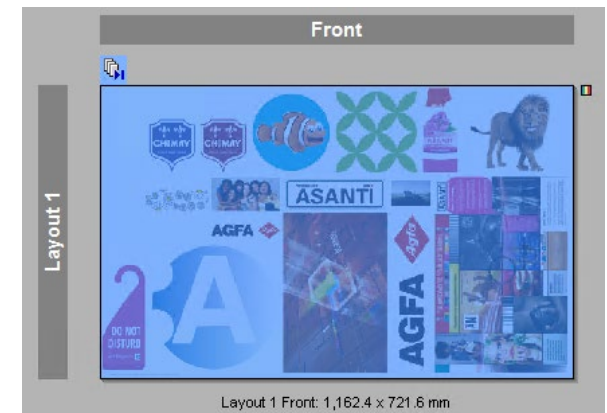 Front
Layout 1
CHIMAY
CHIMAY
ASANTI
AGFA
Agfa
AGFA
A
DO NOT
DISTURB
Layout 1 Front: 1,162.4 x 721.6 mm